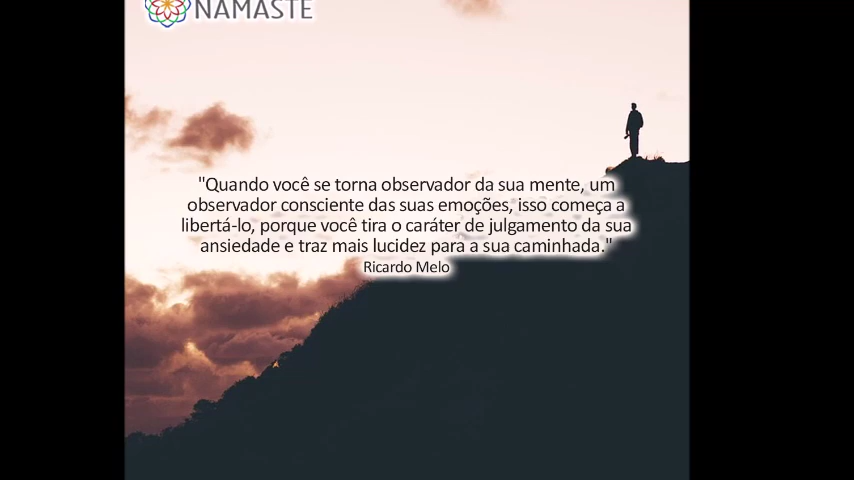 NAMASTÊ
"Quando você se torna observador da sua mente, um
observador consciente das suas emoções, isso começa a
libertá-lo, porque você tira o caráter de julgamento da sua
ansiedade e traz mais lucidez para a sua caminhada."
Ricardo Melo